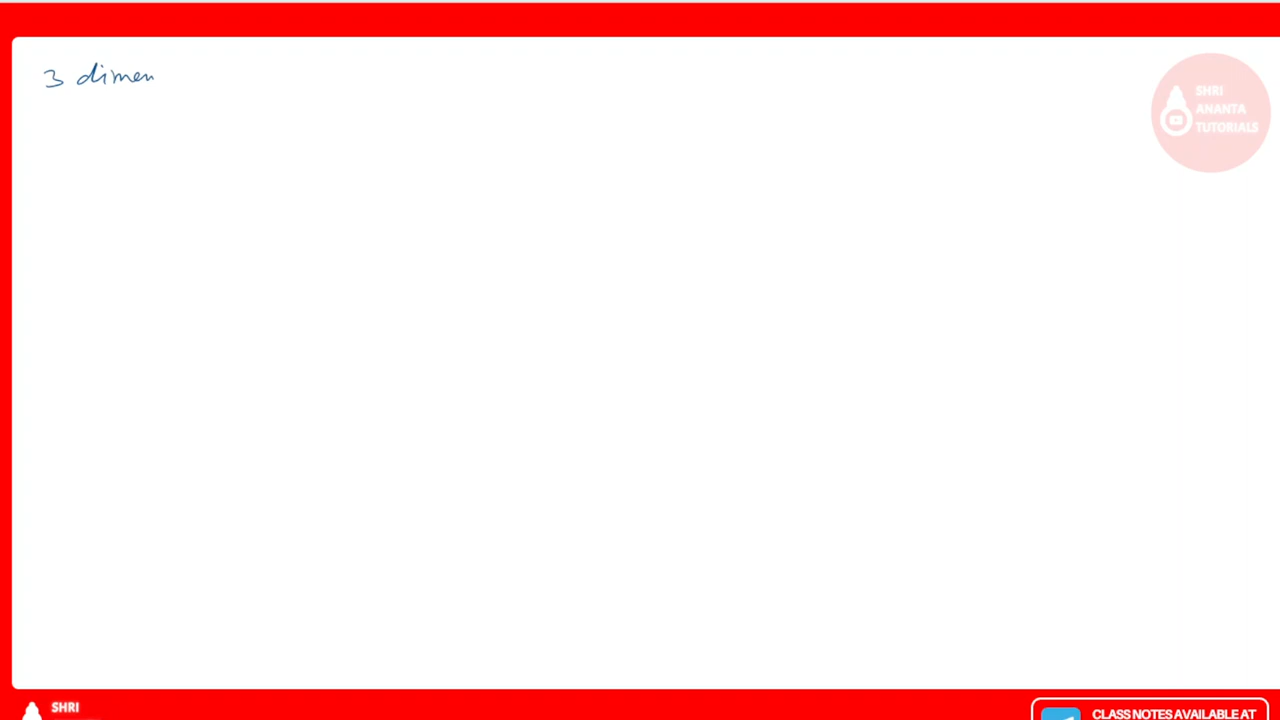 3 dimen
SHRI
ANANTA
TUTORIALS
SHRI
CLASS NOTES AVAILABLE AT